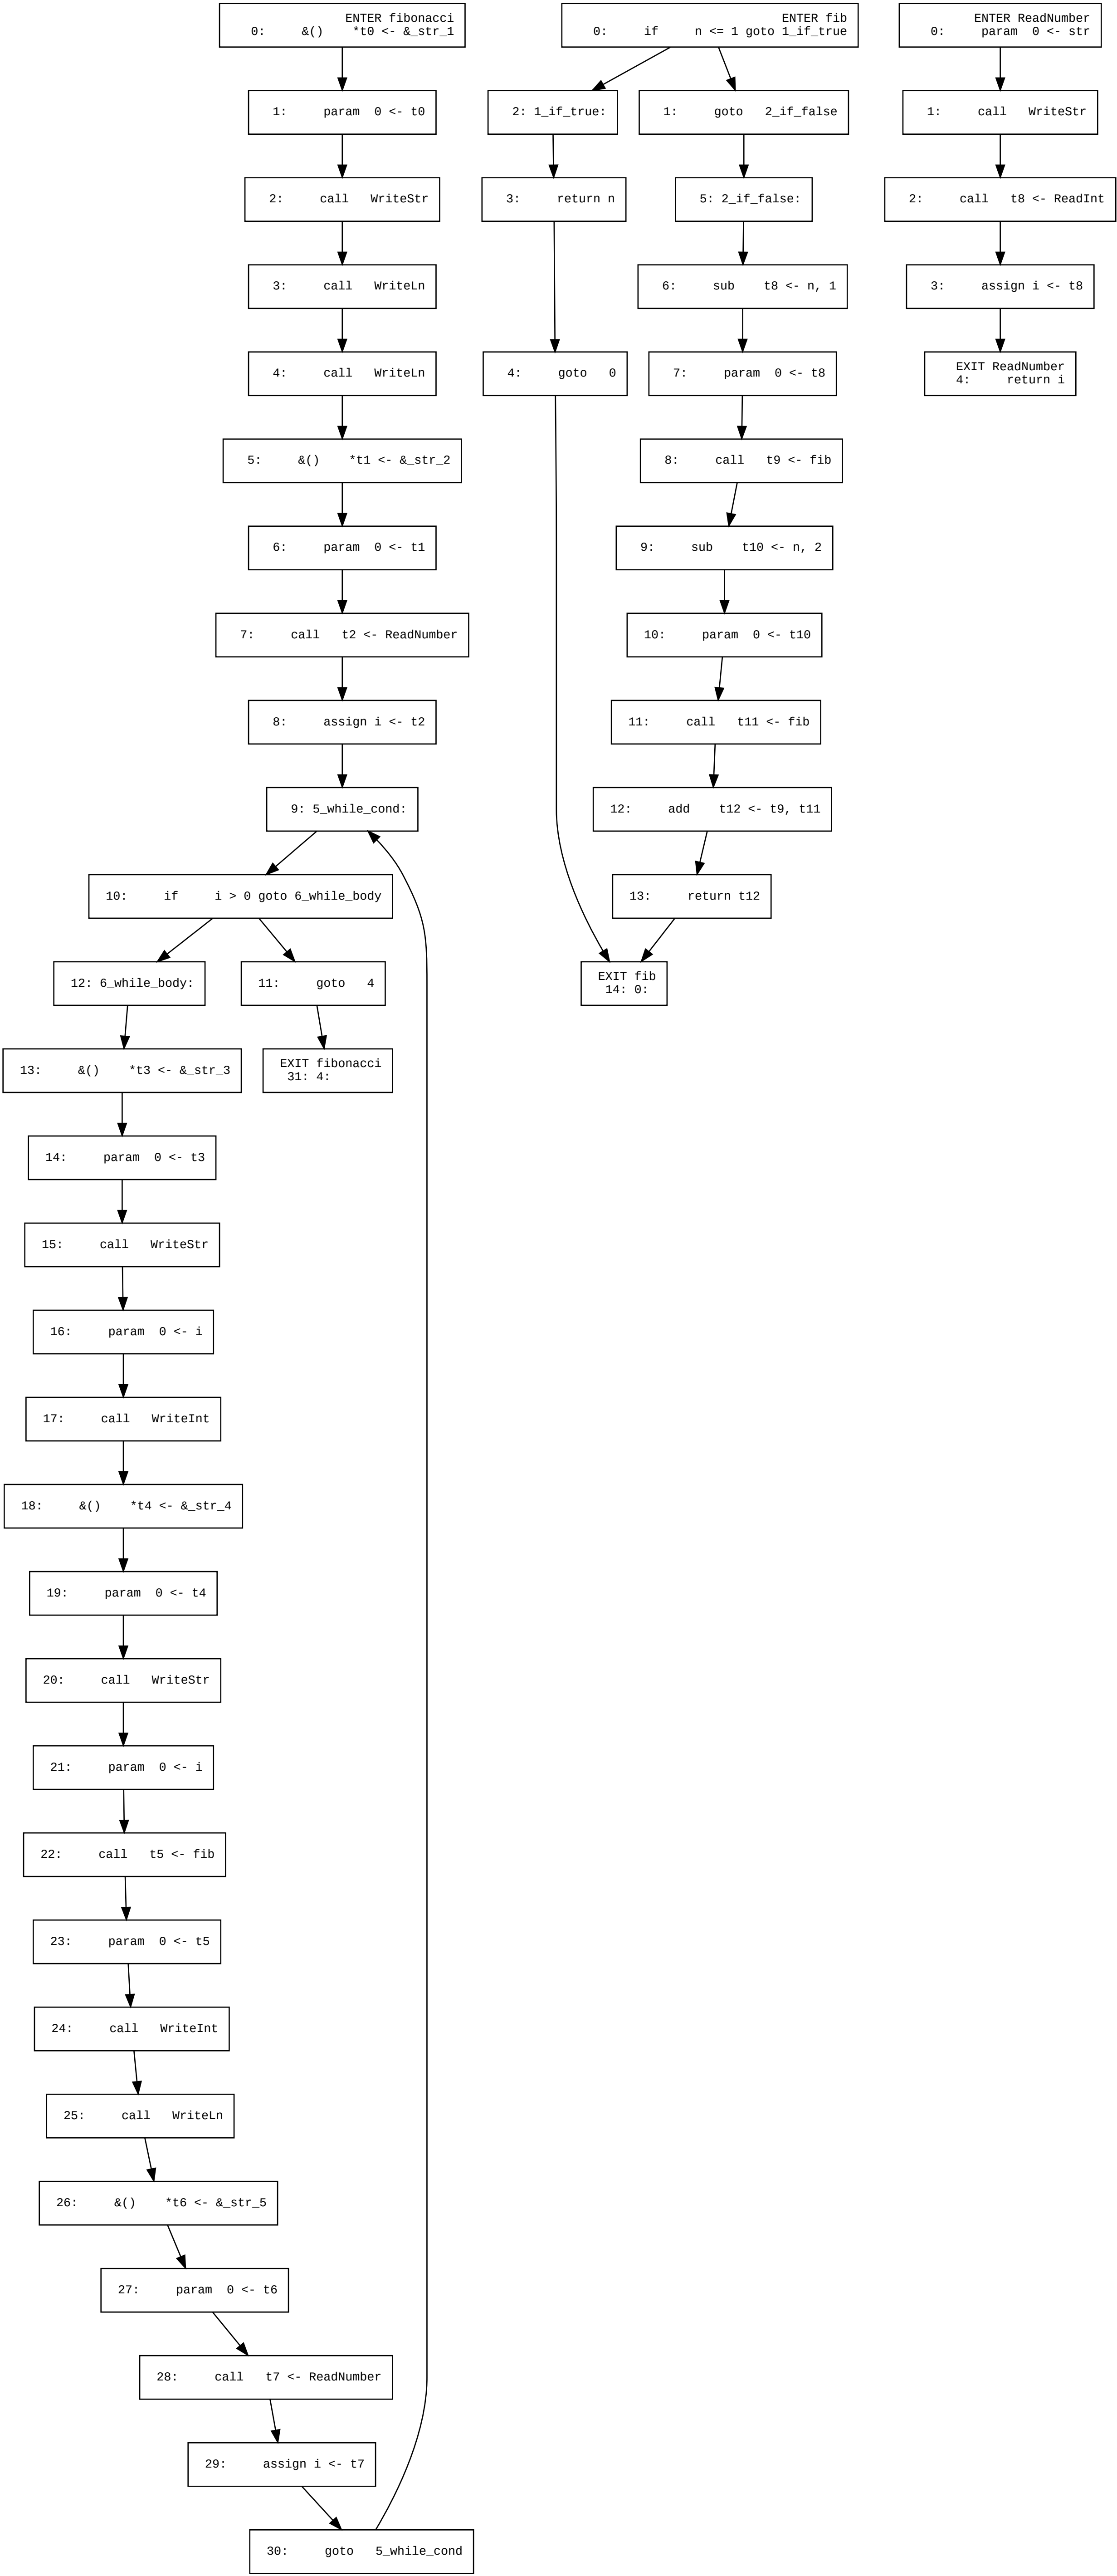 ENTER fibonacci
0: &() *t0 <- &_str_1
1: param 0 <- t0
2: call WriteStr
3: call WriteLn
4: call WriteLn
5: &() *t1 <- &_str_2
6: param 0 <- t1
7: call t2 <- ReadNumber
8: assign i <- t2
9: 5_while_cond:
10: if i > 0 goto 6_while_body
12: 6_while_body:
11: goto 4
13: &() *t3 <- &_str_3
EXIT fibonacci
31: 4:
14: param 0 <- t3
15: call WriteStr
16: param 0 <- i
17: call WriteInt
18: &() *t4 <- &_str_4
19: param 0 <- t4
20: call WriteStr
21: param 0 <- i
22: call t5 <- fib
23: param 0 <- t5
24: call WriteInt
25: call WriteLn
26: &() *t6 <- &_str_5
27: param 0 <- t6
28: call t7 <- ReadNumber
29: assign i <- t7
30: goto 5_while_cond
ENTER fib
0: if n <= 1 goto 1_if_true
2: 1_if_true:
1: goto 2_if_false
3: return n
5: 2_if_false:
6: sub t8 <- n, 1
4: goto 0
7: param 0 <- t8
8: call t9 <- fib
9: sub t10 <- n, 2
10: param 0 <- t10
11: call t11 <- fib
12: add t12 <- t9, t11
13: return t12
EXIT fib
14: 0:
ENTER ReadNumber
0: param 0 <- str
1: call WriteStr
2: call t8 <- ReadInt
3: assign i <- t8
EXIT ReadNumber
4: return i